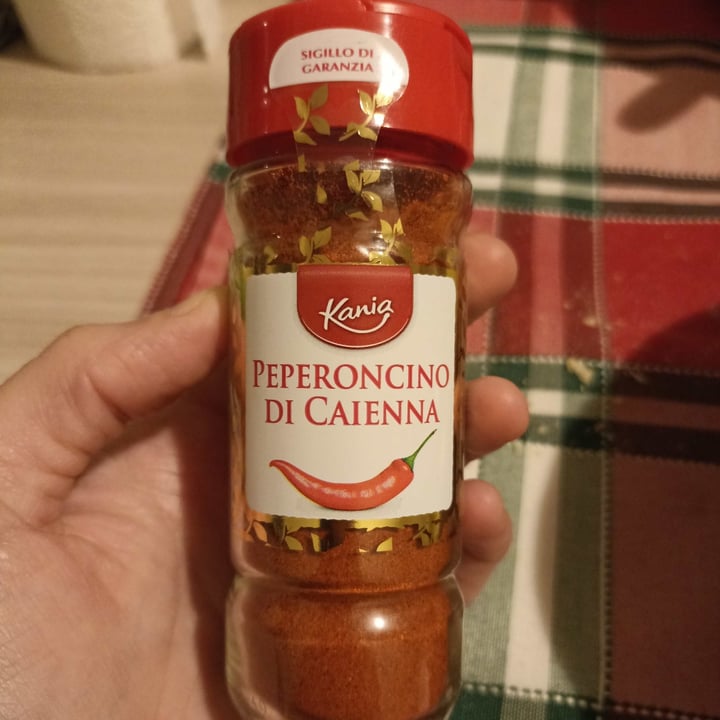 SIGILLO DI
GARANZIA
Kania
PEPERONCINO
DI CAIENNA